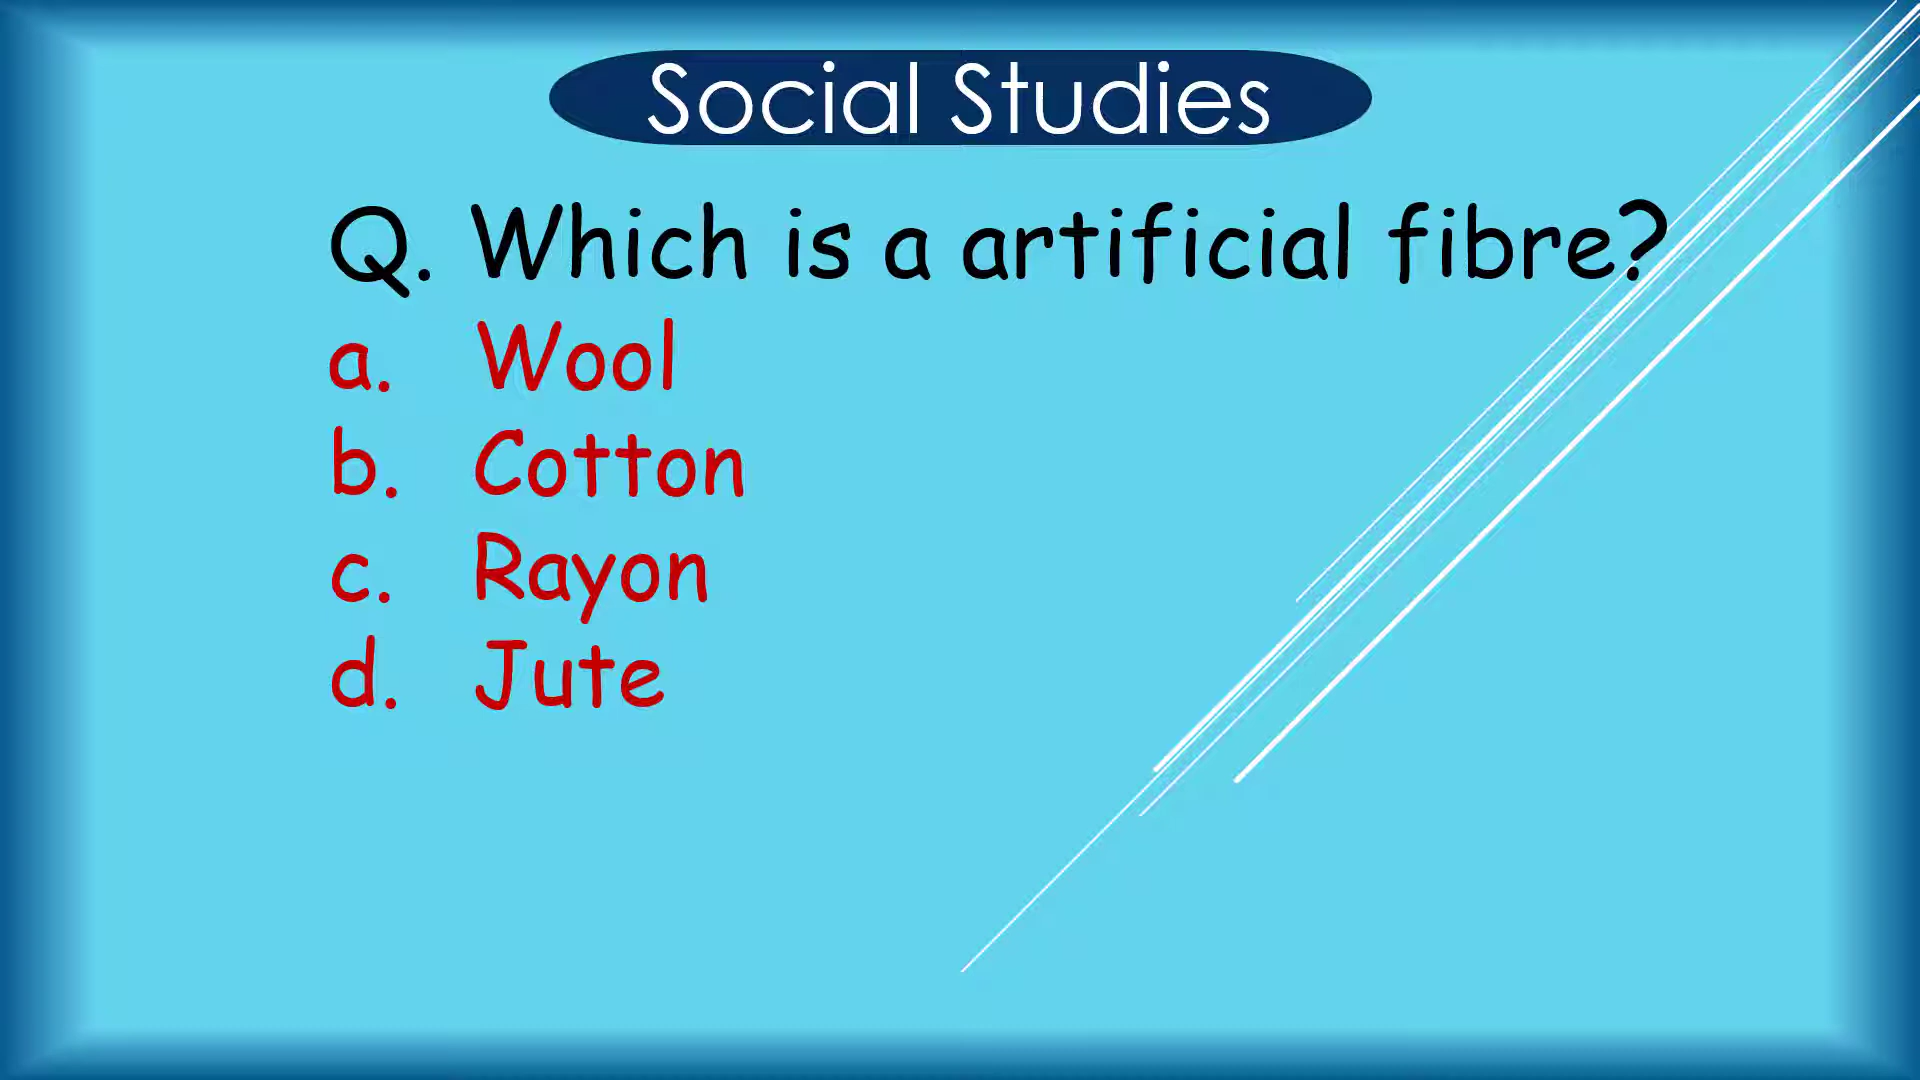 Social Studies
Q. Which is a artificial fibre?
a. Wool
b. Cotton
c. Rayon
d. Jute